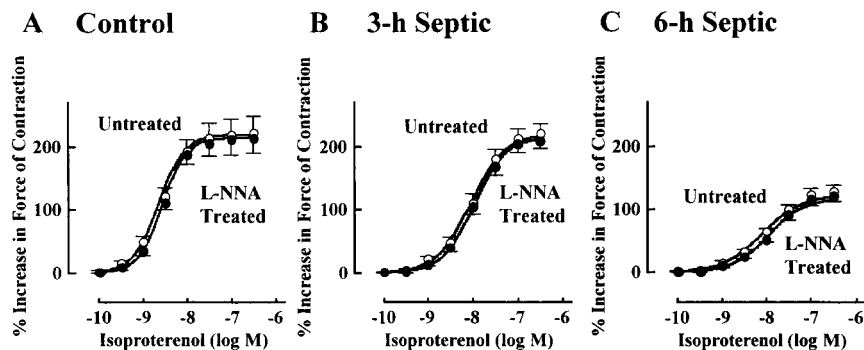 A Control
% Increase in Force of Contraction
200
100
0
Untreated
L-NNA
Treated
-10 -9 -8 -7 -6
Isoproterenol (log M)
B 3-h Septic
% Increase in Force of Contraction
200
100
0
Untreated
L-NNA
Treated
-10 -9 -8 -7 -6
Isoproterenol (log M)
C 6-h Septic
% Increase in Force of Contraction
200
100
0
Untreated
L-NNA
Treated
-10 -9 -8 -7 -6
Isoproterenol (log M)